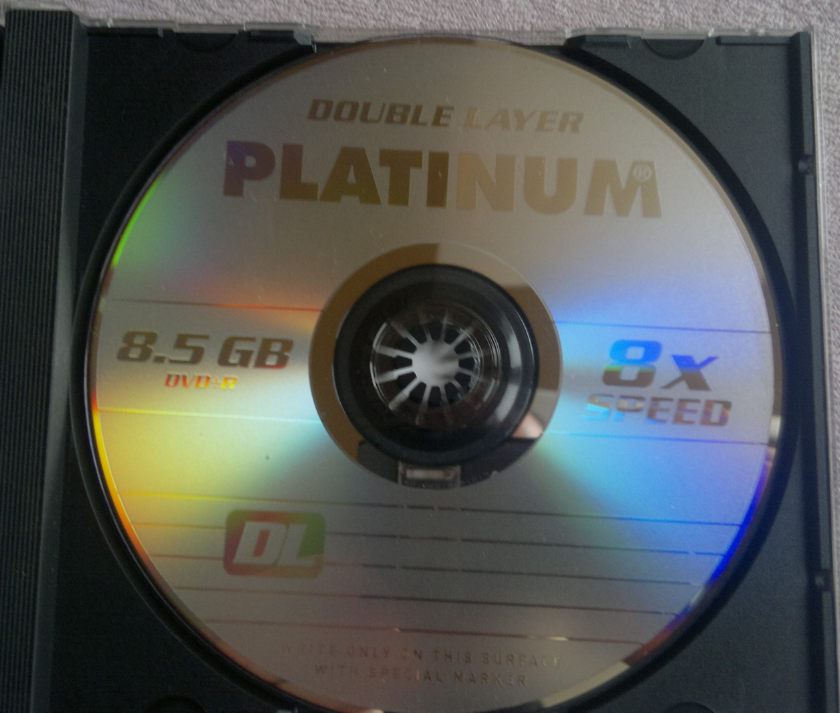 DOUBLE LAYER
PLATINUM®
8.5 GB
DVD+R
8x
SPEED
DL
WRITE ONLY ON THIS SURFACE
WITH SPECIAL MARKER